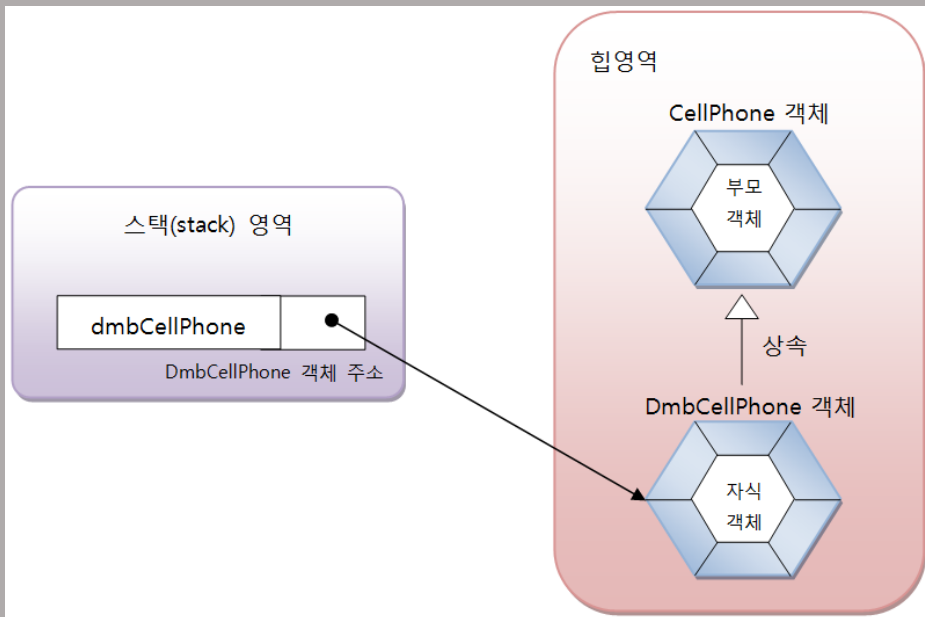 힙영역
CellPhone 객체
부모
객체
스택(stack) 영역
dmbCellPhone
DmbCellPhone 객체 주소
상속
DmbCellPhone 객체
자식
객체